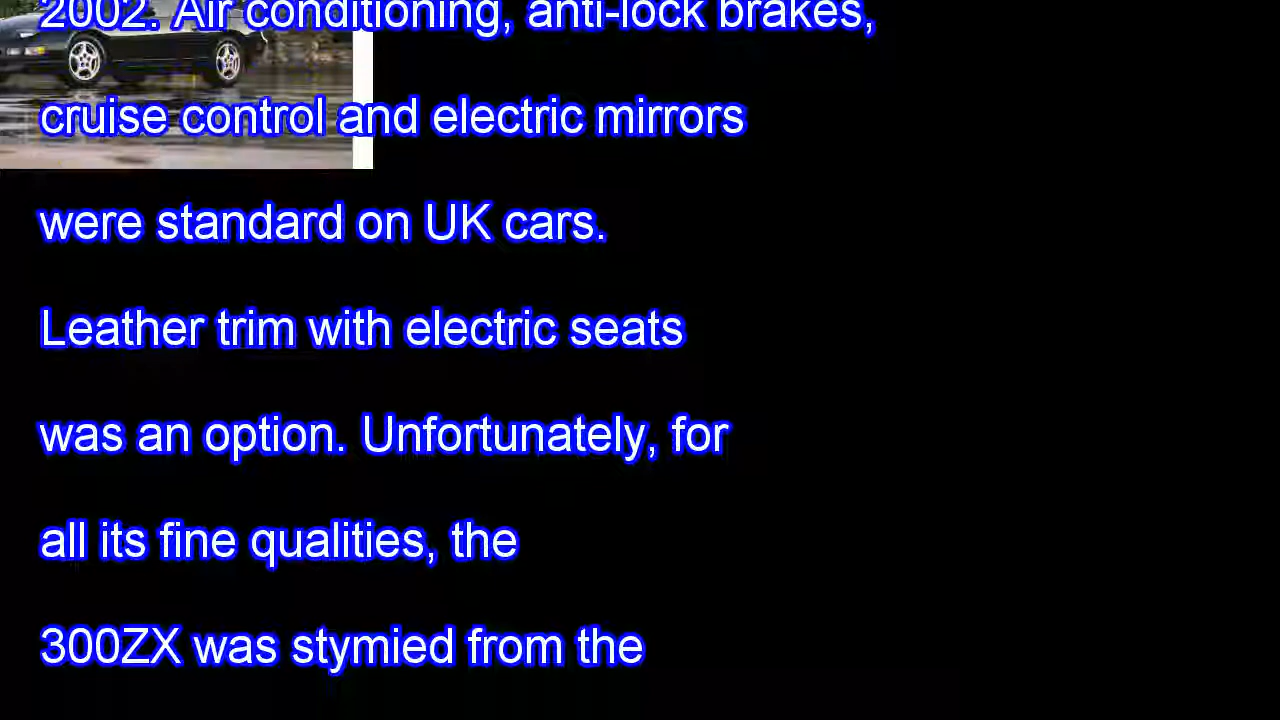 2002. Air conditioning, anti-lock brakes,
cruise control and electric mirrors
were standard on UK cars.
Leather trim with electric seats
was an option. Unfortunately, for
all its fine qualities, the
300ZX was stymied from the